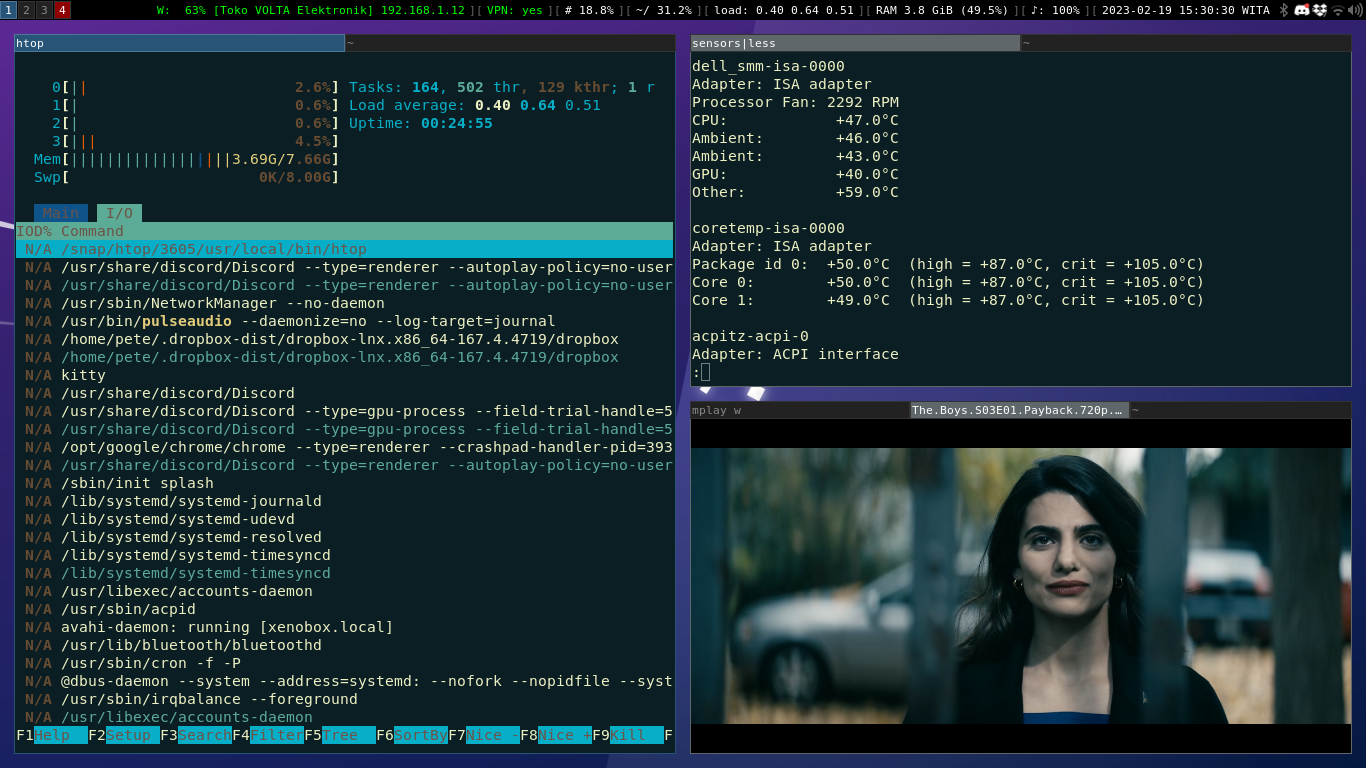 1 2 3 4 W: 63% [Toko VOLTA Elektronik] 192.168.1.12 ][ VPN: yes ][ # 18.8% ][ ~/ 31.2% ][ load: 0.40 0.64 0.51 ][ RAM 3.8 GiB (49.5%) ][ ♪: 100% ][ 2023-02-19 15:30:30 WITA
htop ~
0[|| 2.6%] Tasks: 164, 502 thr, 129 kthr; 1 r
1[| 0.6%] Load average: 0.40 0.64 0.51
2[| 0.6%] Uptime: 00:24:55
3[||| 4.5%]
Mem[||||||||||||||||||3.69G/7.66G]
Swp[ 0K/8.00G]
Main I/O
IOD% Command
N/A /snap/htop/3605/usr/local/bin/htop
N/A /usr/share/discord/Discord --type=renderer --autoplay-policy=no-user
N/A /usr/share/discord/Discord --type=renderer --autoplay-policy=no-user
N/A /usr/sbin/NetworkManager --no-daemon
N/A /usr/bin/pulseaudio --daemonize=no --log-target=journal
N/A /home/pete/.dropbox-dist/dropbox-lnx.x86_64-167.4.4719/dropbox
N/A /home/pete/.dropbox-dist/dropbox-lnx.x86_64-167.4.4719/dropbox
N/A kitty
N/A /usr/share/discord/Discord
N/A /usr/share/discord/Discord --type=gpu-process --field-trial-handle=5
N/A /usr/share/discord/Discord --type=gpu-process --field-trial-handle=5
N/A /opt/google/chrome/chrome --type=renderer --crashpad-handler-pid=393
N/A /usr/share/discord/Discord --type=renderer --autoplay-policy=no-user
N/A /sbin/init splash
N/A /lib/systemd/systemd-journald
N/A /lib/systemd/systemd-udevd
N/A /lib/systemd/systemd-resolved
N/A /lib/systemd/systemd-timesyncd
N/A /lib/systemd/systemd-timesyncd
N/A /usr/libexec/accounts-daemon
N/A /usr/sbin/acpid
N/A avahi-daemon: running [xenobox.local]
N/A /usr/lib/bluetooth/bluetoothd
N/A /usr/sbin/cron -f -P
N/A @dbus-daemon --system --address=systemd: --nofork --nopidfile --syst
N/A /usr/sbin/irqbalance --foreground
N/A /usr/libexec/accounts-daemon
F1Help F2Setup F3SearchF4FilterF5Tree F6SortByF7Nice -F8Nice +F9Kill F
sensors|less ~
dell_smm-isa-0000
Adapter: ISA adapter
Processor Fan: 2292 RPM
CPU: +47.0°C
Ambient: +46.0°C
Ambient: +43.0°C
GPU: +40.0°C
Other: +59.0°C
coretemp-isa-0000
Adapter: ISA adapter
Package id 0: +50.0°C (high = +87.0°C, crit = +105.0°C)
Core 0: +50.0°C (high = +87.0°C, crit = +105.0°C)
Core 1: +49.0°C (high = +87.0°C, crit = +105.0°C)
acpitz-acpi-0
Adapter: ACPI interface
:
mplay w The.Boys.S03E01.Payback.720p.… ~